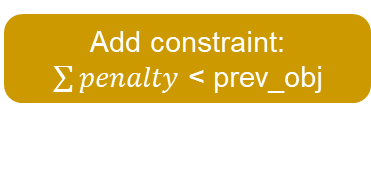 Add constraint:
∑ penalty < prev_obj